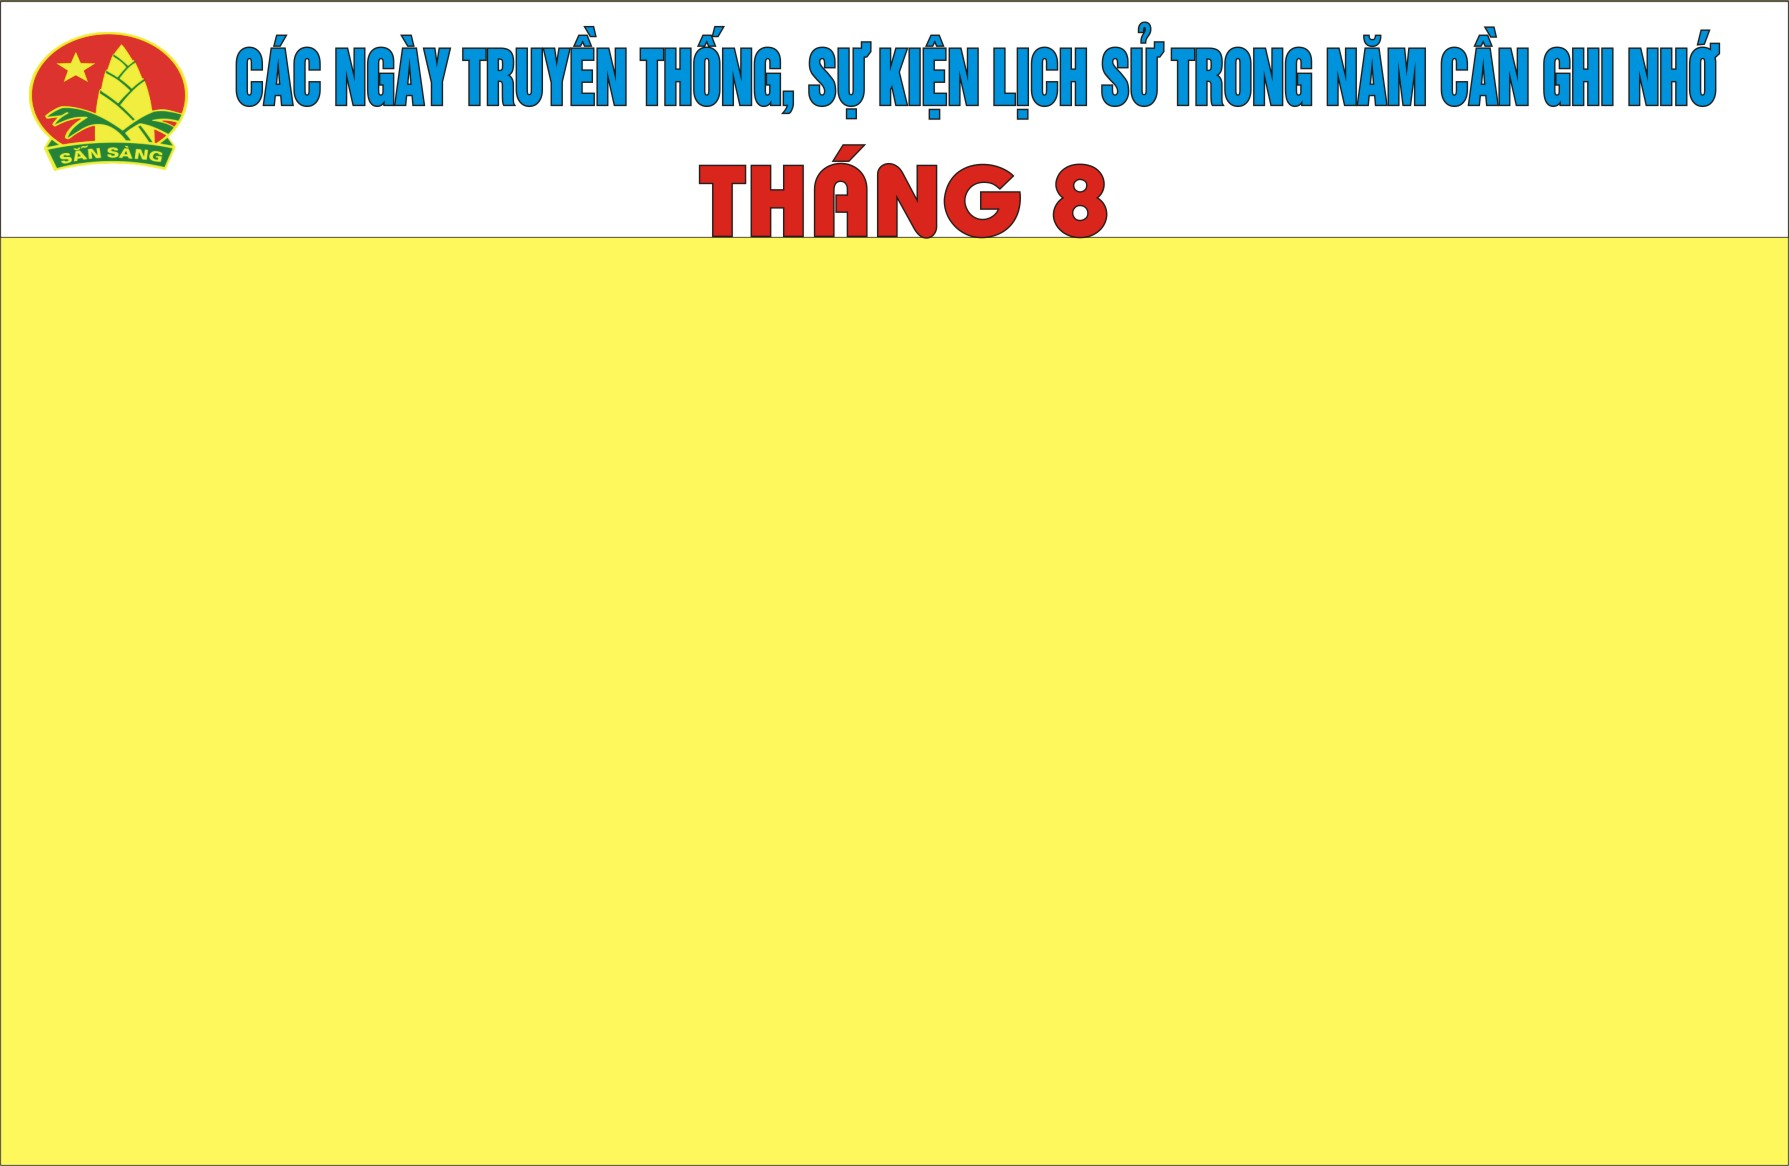 CÁC NGÀY TRUYỀN THỐNG, SỰ KIỆN LỊCH SỬ TRONG NĂM CẦN GHI NHỚ
SẴN SÀNG
THÁNG 8